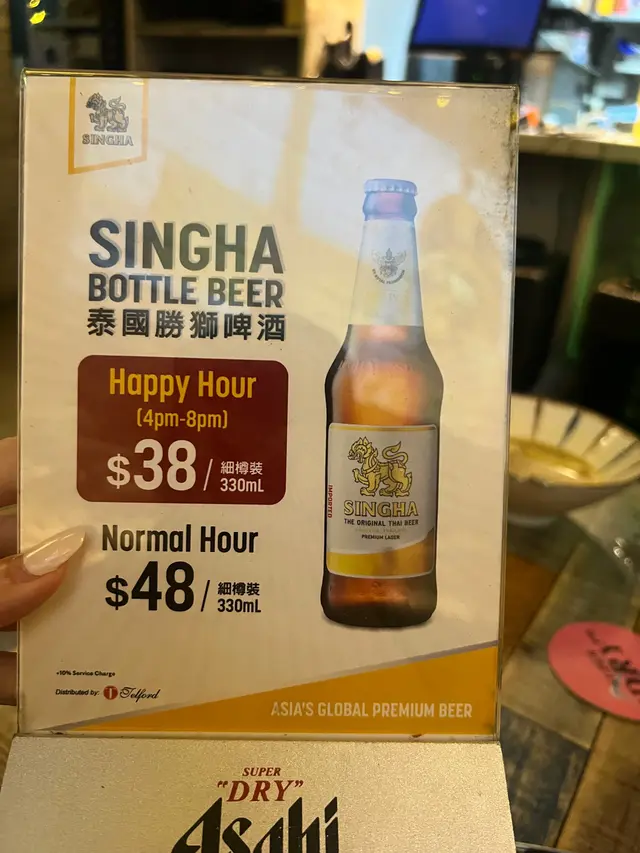 SINGHA
SINGHA
BOTTLE BEER
泰國勝獅啤酒
Happy Hour
(4pm-8pm)
$38 / 細樽裝
330mL
Normal Hour
$48 / 細樽裝
330mL
IMPORTED
SINGHA
THE ORIGINAL THAI BEER
PREMIUM LAGER
+10% Service Charge
Distributed by: T Telford
ASIA'S GLOBAL PREMIUM BEER
SUPER
"DRY"
Asahi